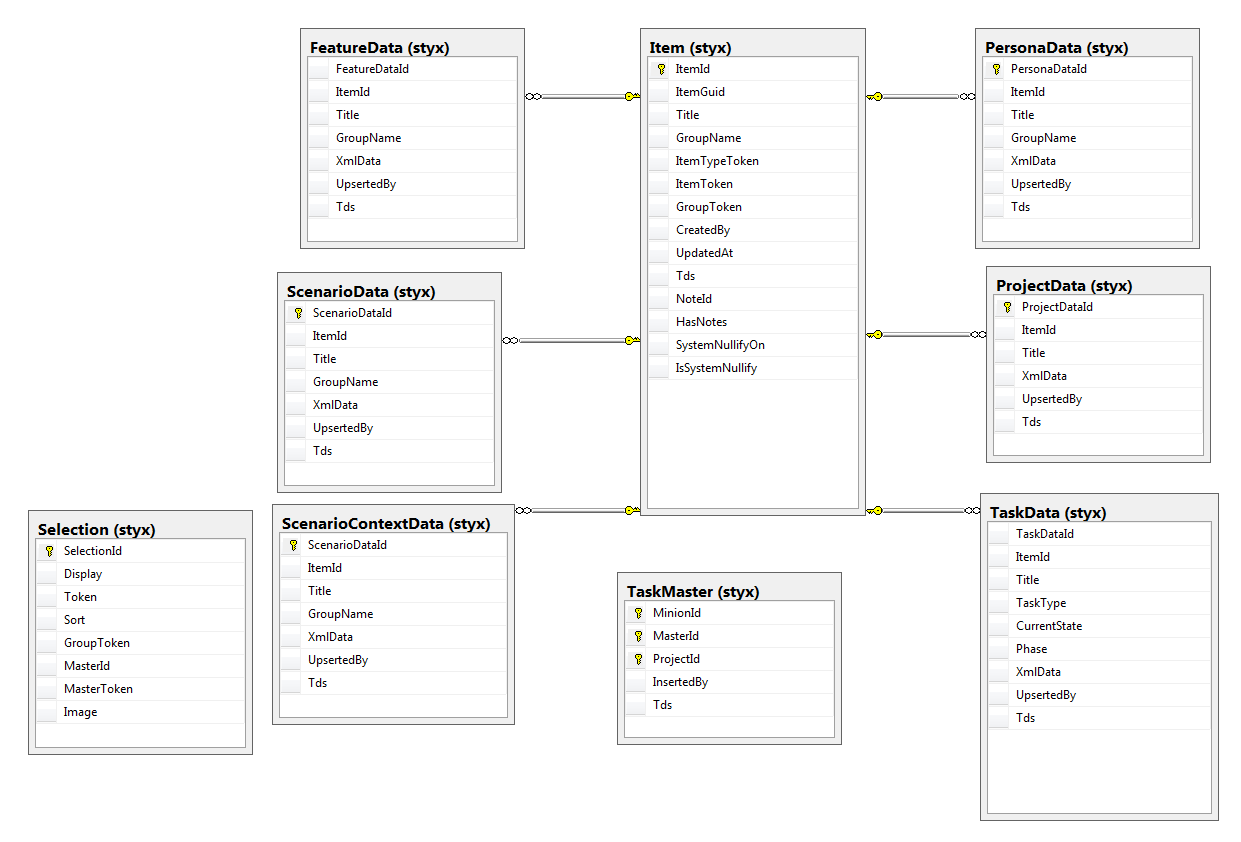 FeatureData (styx)
FeatureDataId
ItemId
Title
GroupName
XmlData
UpsertedBy
Tds
Item (styx)
ItemId
ItemGuid
Title
GroupName
ItemTypeToken
ItemToken
GroupToken
CreatedBy
UpdatedAt
Tds
NoteId
HasNotes
SystemNullifyOn
IsSystemNullify
PersonaData (styx)
PersonaDataId
ItemId
Title
GroupName
XmlData
UpsertedBy
Tds
ScenarioData (styx)
ScenarioDataId
ItemId
Title
GroupName
XmlData
UpsertedBy
Tds
ProjectData (styx)
ProjectDataId
ItemId
Title
XmlData
UpsertedBy
Tds
Selection (styx)
SelectionId
Display
Token
Sort
GroupToken
MasterId
MasterToken
Image
ScenarioContextData (styx)
ScenarioDataId
ItemId
Title
GroupName
XmlData
UpsertedBy
Tds
TaskMaster (styx)
MinionId
MasterId
ProjectId
InsertedBy
Tds
TaskData (styx)
TaskDataId
ItemId
Title
TaskType
CurrentState
Phase
XmlData
UpsertedBy
Tds